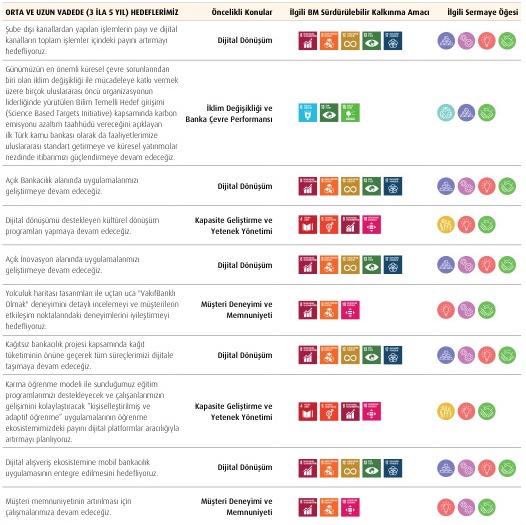 ORTA VE UZUN VADEDE (3 İLA 5 YIL) HEDEFLERİMİZ
Öncelikli Konular
İlgili BM Sürdürülebilir Kalkınma Amacı
İlgili Sermaye Öğesi
Şube dışı kanallardan yapılan işlemlerin payı ve dijital
kanalların toplam işlemler içindeki payını artırmayı
hedefliyoruz.
Dijital Dönüşüm
Günümüzün en önemli küresel çevre sorunlarından
biri olan iklim değişikliği ile mücadeleye katkı vermek
üzere birçok uluslararası öncü organizasyonun
liderliğinde yürütülen Bilim Temelli Hedef girişimi
(Science Based Targets Initiative) kapsamında karbon
emisyonu azaltım taahhüdü vereceğini açıklayan
ilk Türk kamu bankası olarak da faaliyetlerimize
uluslararası standart getirmeye ve küresel yatırımcılar
nezdinde itibarımızı güçlendirmeye devam edeceğiz.
İklim Değişikliği ve
Banka Çevre Performansı
Açık Bankacılık alanında uygulamalarımızı
geliştirmeye devam edeceğiz.
Dijital Dönüşüm
Dijital dönüşümü destekleyen kültürel dönüşüm
programları yapmaya devam edeceğiz.
Kapasite Geliştirme ve
Yetenek Yönetimi
Açık İnovasyon alanında uygulamalarımızı
geliştirmeye devam edeceğiz.
Dijital Dönüşüm
Yolculuk haritası tasarımları ile uçtan uca "VakıfBanklı
Olmak" deneyimini detaylı incelemeyi ve müşterilerin
etkileşim noktalarındaki deneyimlerini iyileştirmeyi
hedefliyoruz.
Müşteri Deneyimi ve
Memnuniyeti
Kağıtsız bankacılık projesi kapsamında kağıt
tüketiminin önüne geçerek tüm süreçlerimizi dijitale
taşımaya devam edeceğiz.
Dijital Dönüşüm
Karma öğrenme modeli ile sunduğumuz eğitim
programlarımızı destekleyecek ve çalışanlarımızın
gelişimini kolaylaştıracak "kişiselleştirilmiş ve
adaptif öğrenme" uygulamalarının öğrenme
ekosistemimizdeki payını dijital platformlar aracılığıyla
artırmayı planlıyoruz.
Kapasite Geliştirme ve
Yetenek Yönetimi
Dijital alışveriş ekosistemine mobil bankacılık
uygulamasının entegre edilmesini hedefliyoruz.
Dijital Dönüşüm
Müşteri memnuniyetinin artırılması için
çalışmalarımıza devam edeceğiz.
Müşteri Deneyimi ve
Memnuniyeti